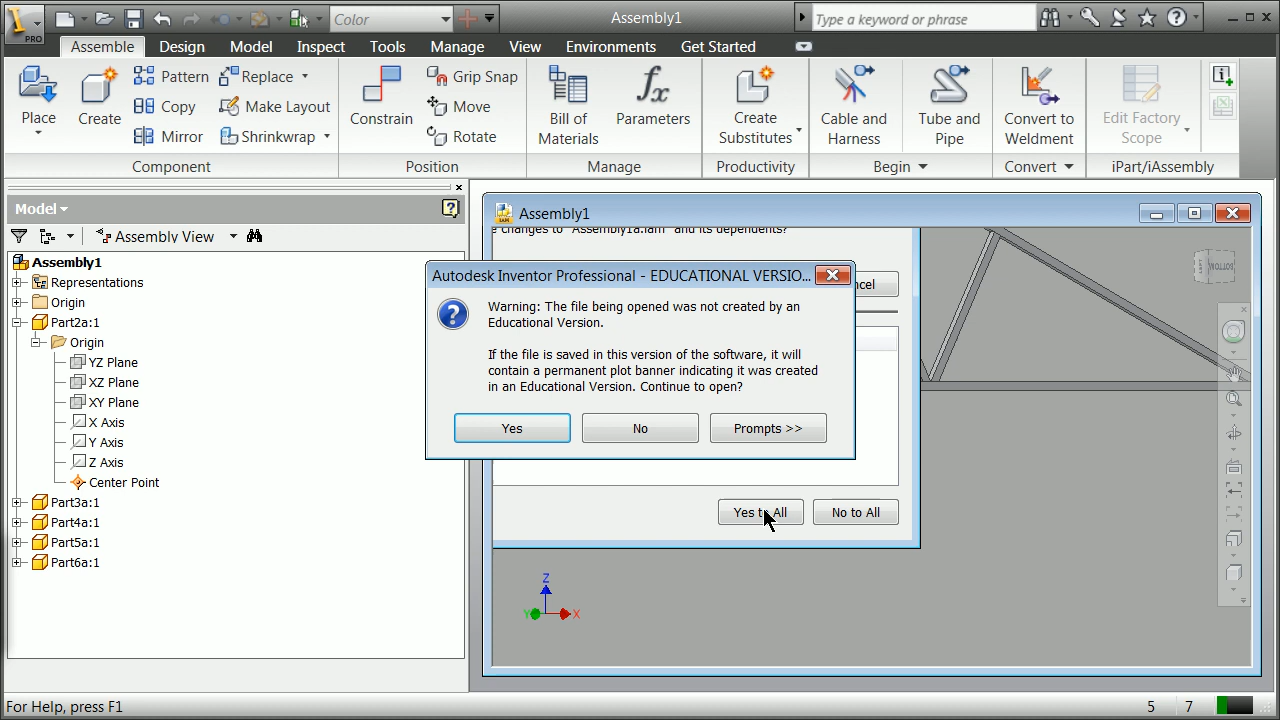 PRO
Color
Assembly1
Type a keyword or phrase
Assemble Design Model Inspect Tools Manage View Environments Get Started
Place
Create
Pattern
Copy
Mirror
Replace
Make Layout
Shrinkwrap
Constrain
Grip Snap
Move
Rotate
Bill of
Materials
Parameters
Create
Substitutes
Cable and
Harness
Tube and
Pipe
Convert to
Weldment
Edit Factory
Scope
Component Position Manage Productivity Begin Convert iPart/iAssembly
Model
Assembly View
Assembly1
Representations
Origin
Part2a:1
Origin
YZ Plane
XZ Plane
XY Plane
X Axis
Y Axis
Z Axis
Center Point
Part3a:1
Part4a:1
Part5a:1
Part6a:1
Assembly1
e changes to "Assembly1a.iam" and its dependents?
ncel
Autodesk Inventor Professional - EDUCATIONAL VERSIO...
Warning: The file being opened was not created by an
Educational Version.
If the file is saved in this version of the software, it will
contain a permanent plot banner indicating it was created
in an Educational Version. Continue to open?
Yes No Prompts >>
Yes to All No to All
BOTTOM
Z
Y X
For Help, press F1
5 7